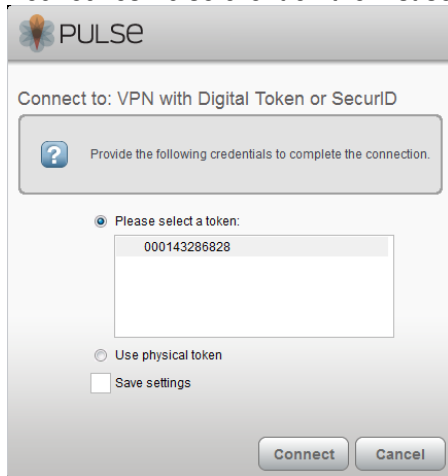 PULSE
Connect to: VPN with Digital Token or SecurID
?
Provide the following credentials to complete the connection.
Please select a token:
000143286828
Use physical token
Save settings
Connect
Cancel